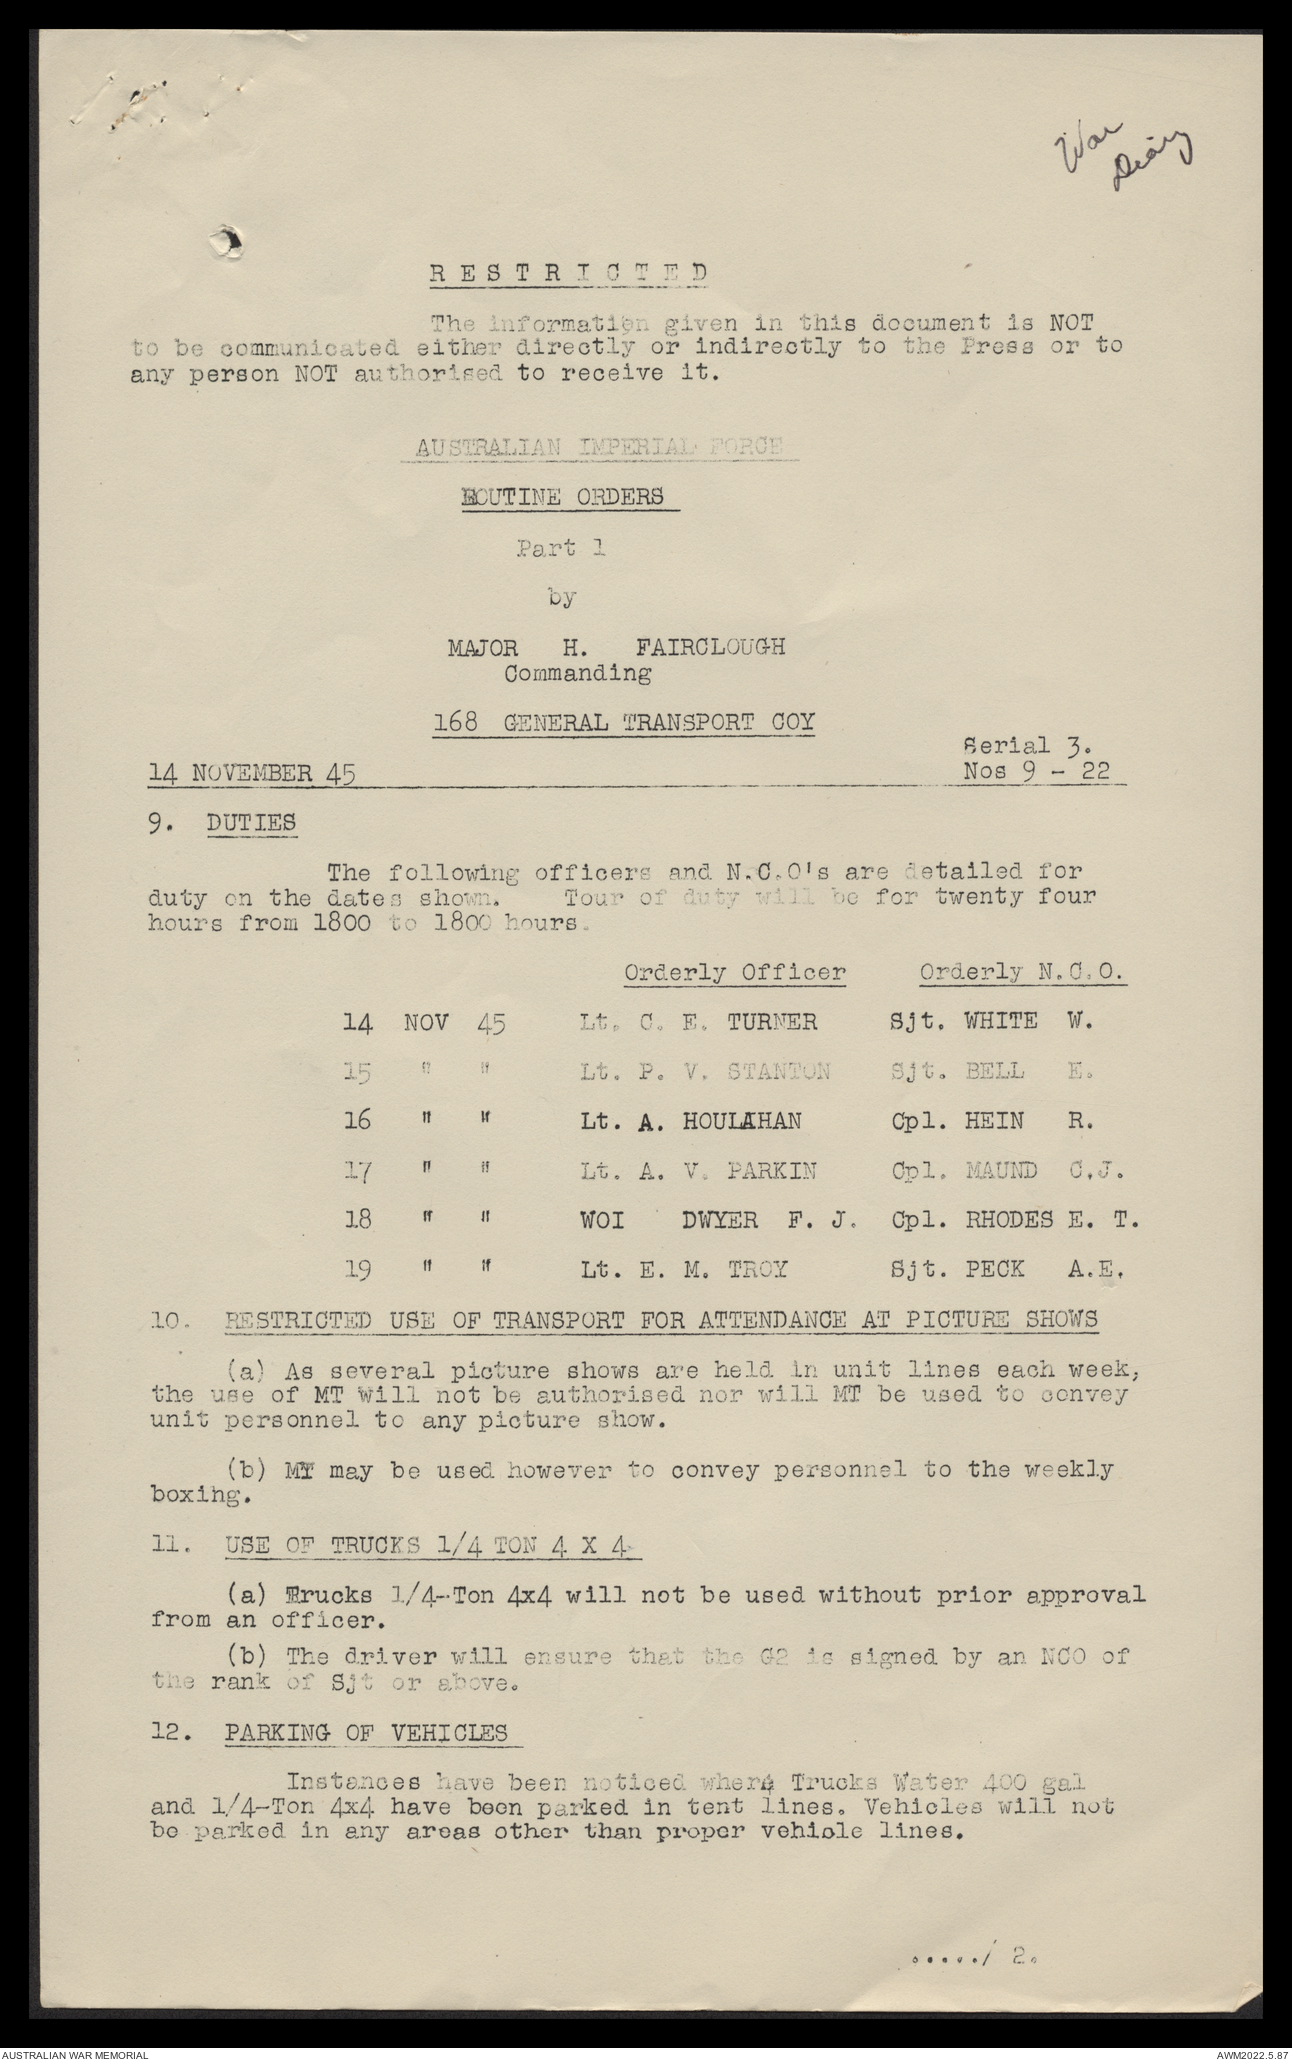 War
Diary
RESTRICTED
The information given in this document is NOT
to be communicated either directly or indirectly to the Press or to
any person NOT authorised to receive it.
AUSTRALIAN IMPERIAL FORCE
ROUTINE ORDERS
Part 1
by
MAJOR H. FAIRCLOUGH
Commanding
168 GENERAL TRANSPORT COY
Serial 3.
14 NOVEMBER 45 Nos 9 - 22
9. DUTIES
The following officers and N.C.O's are detailed for
duty on the dates shown. Tour of duty will be for twenty four
hours from 1800 to 1800 hours.
Orderly Officer Orderly N.C.O.
14 NOV 45 Lt. C. E. TURNER Sjt. WHITE W.
15 " " Lt. P. V. STANTON Sjt. BELL E.
16 " " Lt. A. HOULAHAN Cpl. HEIN R.
17 " " Lt. A. V. PARKIN Cpl. MAUND C.J.
18 " " WOI DWYER F. J. Cpl. RHODES E. T.
19 " " Lt. E. M. TROY Sjt. PECK A.E.
10. RESTRICTED USE OF TRANSPORT FOR ATTENDANCE AT PICTURE SHOWS
(a) As several picture shows are held in unit lines each week,
the use of MT will not be authorised nor will MT be used to convey
unit personnel to any picture show.
(b) MT may be used however to convey personnel to the weekly
boxing.
11. USE OF TRUCKS 1/4 TON 4 X 4
(a) Trucks 1/4-Ton 4x4 will not be used without prior approval
from an officer.
(b) The driver will ensure that the G2 is signed by an NCO of
the rank of Sjt or above.
12. PARKING OF VEHICLES
Instances have been noticed where Trucks Water 400 gal
and 1/4-Ton 4x4 have been parked in tent lines. Vehicles will not
be parked in any areas other than proper vehicle lines.
...../ 2.
AUSTRALIAN WAR MEMORIAL AWM2022.5.87